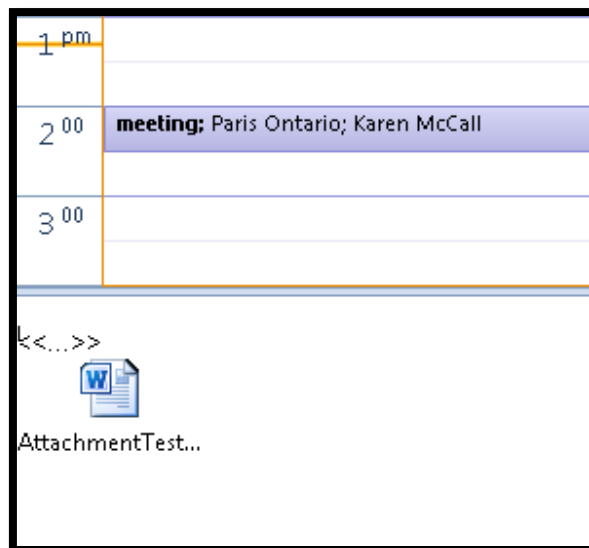 1 pm
2 00 meeting; Paris Ontario; Karen McCall
3 00
<<...>>
W
AttachmentTest...